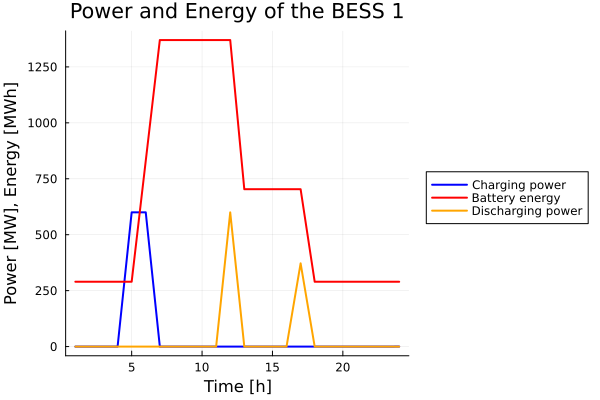 Power and Energy of the BESS 1
Power [MW], Energy [MWh]
1250
1000
750
500
250
0
5
10
15
20
Time [h]
Charging power
Battery energy
Discharging power